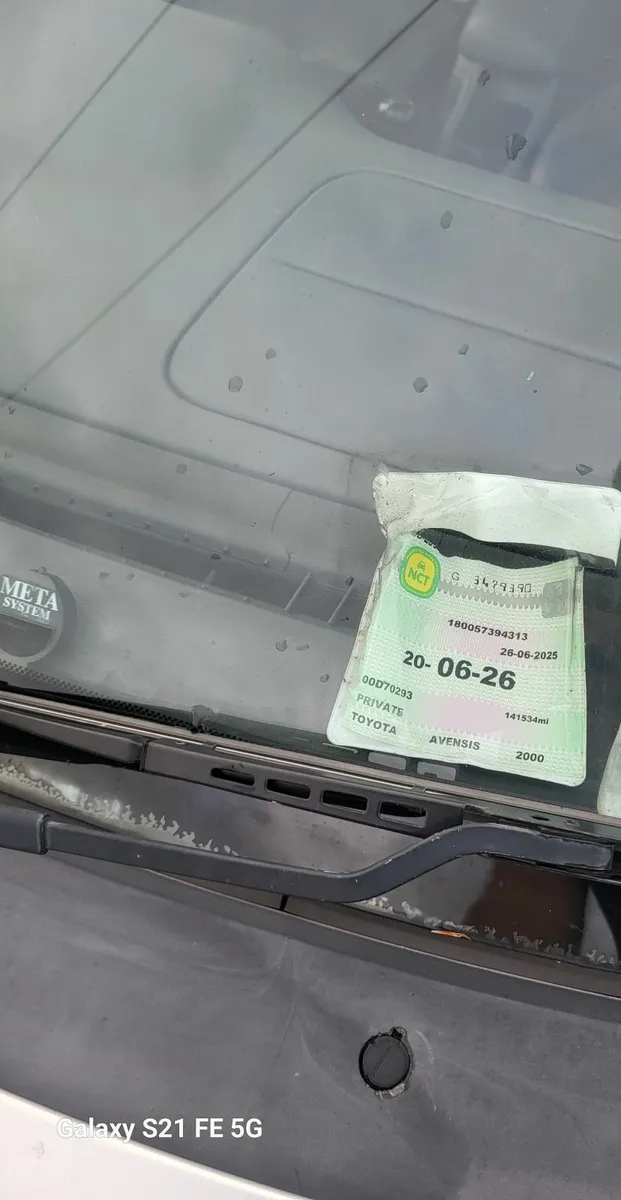 NCT
G 3479390
180057394313
26-06-2025
20-06-26
00D70293
PRIVATE
141534mi
TOYOTA AVENSIS 2000
META
SYSTEM
Galaxy S21 FE 5G